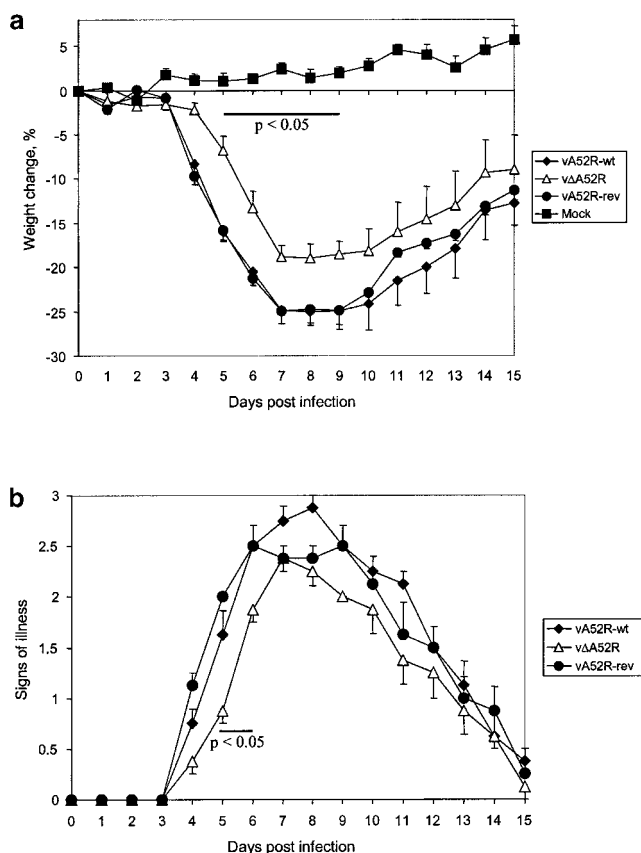 a
10
5
0
-5
-10
-15
-20
-25
-30
Weight change, %
p < 0.05
0 1 2 3 4 5 6 7 8 9 10 11 12 13 14 15
Days post infection
vA52R-wt
vΔA52R
vA52R-rev
Mock
b
3
2.5
2
1.5
1
0.5
0
Signs of illness
p < 0.05
0 1 2 3 4 5 6 7 8 9 10 11 12 13 14 15
Days post infection
vA52R-wt
vΔA52R
vA52R-rev